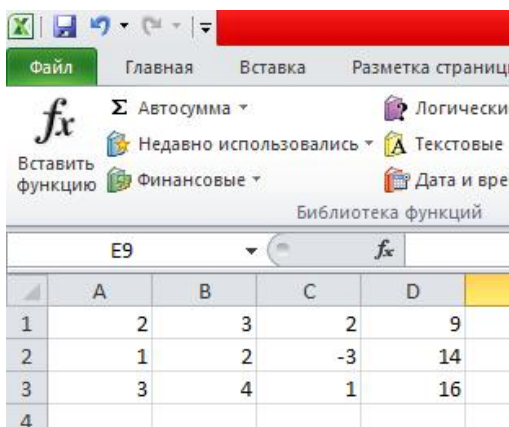 Файл Главная Вставка Разметка страниц
Σ Автосумма Логически
fx Недавно использовались А Текстовые
Вставить
функцию Финансовые Дата и вре
Библиотека функций
E9 fx
A B C D
1 2 3 2 9
2 1 2 -3 14
3 3 4 1 16
4